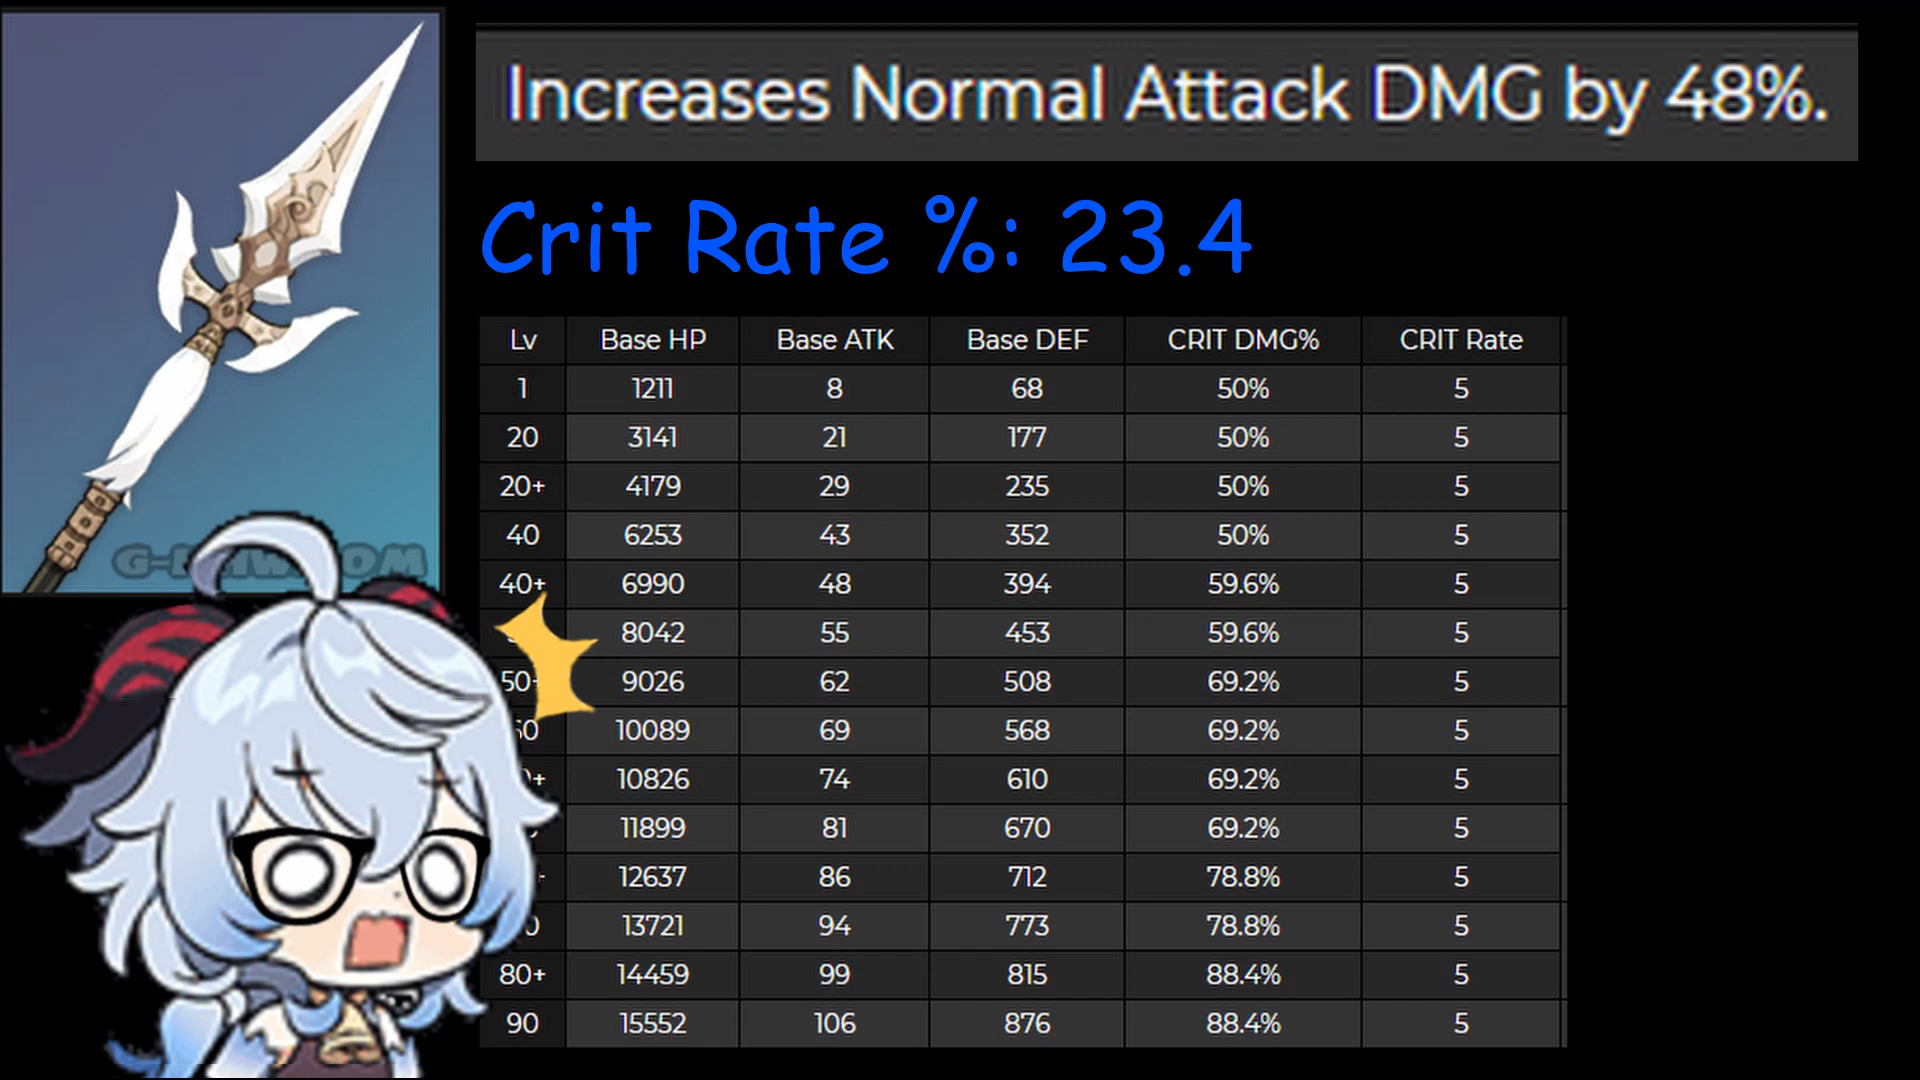 Increases Normal Attack DMG by 48%.
Crit Rate %: 23.4
Lv Base HP Base ATK Base DEF CRIT DMG% CRIT Rate
1 1211 8 68 50% 5
20 3141 21 177 50% 5
20+ 4179 29 235 50% 5
40 6253 43 352 50% 5
40+ 6990 48 394 59.6% 5
8042 55 453 59.6% 5
50+ 9026 62 508 69.2% 5
60 10089 69 568 69.2% 5
10826 74 610 69.2% 5
11899 81 670 69.2% 5
12637 86 712 78.8% 5
13721 94 773 78.8% 5
80+ 14459 99 815 88.4% 5
90 15552 106 876 88.4% 5